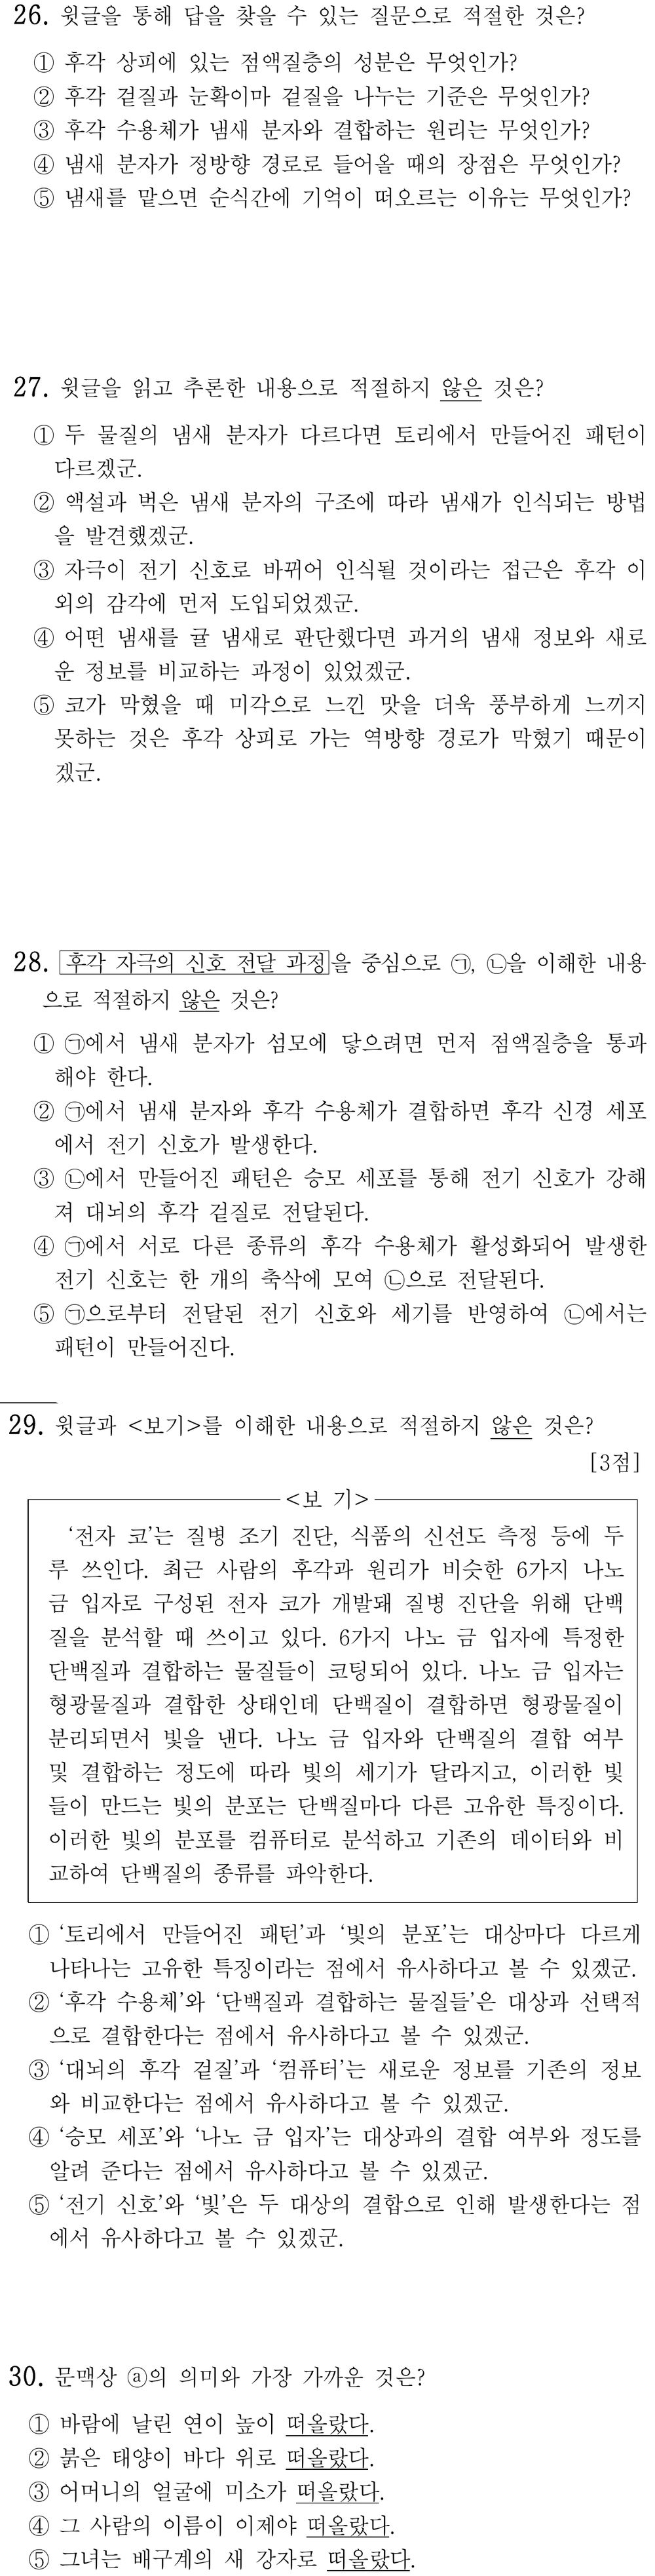 26. 윗글을 통해 답을 찾을 수 있는 질문으로 적절한 것은?
① 후각 상피에 있는 점액질층의 성분은 무엇인가?
② 후각 겉질과 눈확이마 겉질을 나누는 기준은 무엇인가?
③ 후각 수용체가 냄새 분자와 결합하는 원리는 무엇인가?
④ 냄새 분자가 정방향 경로로 들어올 때의 장점은 무엇인가?
⑤ 냄새를 맡으면 순식간에 기억이 떠오르는 이유는 무엇인가?
27. 윗글을 읽고 추론한 내용으로 적절하지 않은 것은?
① 두 물질의 냄새 분자가 다르다면 토리에서 만들어진 패턴이
다르겠군.
② 액설과 벅은 냄새 분자의 구조에 따라 냄새가 인식되는 방법
을 발견했겠군.
③ 자극이 전기 신호로 바뀌어 인식될 것이라는 접근은 후각 이
외의 감각에 먼저 도입되었겠군.
④ 어떤 냄새를 귤 냄새로 판단했다면 과거의 냄새 정보와 새로
운 정보를 비교하는 과정이 있었겠군.
⑤ 코가 막혔을 때 미각으로 느낀 맛을 더욱 풍부하게 느끼지
못하는 것은 후각 상피로 가는 역방향 경로가 막혔기 때문이
겠군.
28. 후각 자극의 신호 전달 과정을 중심으로 ㉠, ㉡을 이해한 내용
으로 적절하지 않은 것은?
① ㉠에서 냄새 분자가 섬모에 닿으려면 먼저 점액질층을 통과
해야 한다.
② ㉠에서 냄새 분자와 후각 수용체가 결합하면 후각 신경 세포
에서 전기 신호가 발생한다.
③ ㉡에서 만들어진 패턴은 승모 세포를 통해 전기 신호가 강해
져 대뇌의 후각 겉질로 전달된다.
④ ㉠에서 서로 다른 종류의 후각 수용체가 활성화되어 발생한
전기 신호는 한 개의 축삭에 모여 ㉡으로 전달된다.
⑤ ㉠으로부터 전달된 전기 신호와 세기를 반영하여 ㉡에서는
패턴이 만들어진다.
29. 윗글과 <보기>를 이해한 내용으로 적절하지 않은 것은?
[3점]
<보 기>
‘전자 코’는 질병 조기 진단, 식품의 신선도 측정 등에 두
루 쓰인다. 최근 사람의 후각과 원리가 비슷한 6가지 나노
금 입자로 구성된 전자 코가 개발돼 질병 진단을 위해 단백
질을 분석할 때 쓰이고 있다. 6가지 나노 금 입자에 특정한
단백질과 결합하는 물질들이 코팅되어 있다. 나노 금 입자는
형광물질과 결합한 상태인데 단백질이 결합하면 형광물질이
분리되면서 빛을 낸다. 나노 금 입자와 단백질의 결합 여부
및 결합하는 정도에 따라 빛의 세기가 달라지고, 이러한 빛
들이 만드는 빛의 분포는 단백질마다 다른 고유한 특징이다.
이러한 빛의 분포를 컴퓨터로 분석하고 기존의 데이터와 비
교하여 단백질의 종류를 파악한다.
① ‘토리에서 만들어진 패턴’과 ‘빛의 분포’는 대상마다 다르게
나타나는 고유한 특징이라는 점에서 유사하다고 볼 수 있겠군.
② ‘후각 수용체’와 ‘단백질과 결합하는 물질들’은 대상과 선택적
으로 결합한다는 점에서 유사하다고 볼 수 있겠군.
③ ‘대뇌의 후각 겉질’과 ‘컴퓨터’는 새로운 정보를 기존의 정보
와 비교한다는 점에서 유사하다고 볼 수 있겠군.
④ ‘승모 세포’와 ‘나노 금 입자’는 대상과의 결합 여부와 정도를
알려 준다는 점에서 유사하다고 볼 수 있겠군.
⑤ ‘전기 신호’와 ‘빛’은 두 대상의 결합으로 인해 발생한다는 점
에서 유사하다고 볼 수 있겠군.
30. 문맥상 ⓐ의 의미와 가장 가까운 것은?
① 바람에 날린 연이 높이 떠올랐다.
② 붉은 태양이 바다 위로 떠올랐다.
③ 어머니의 얼굴에 미소가 떠올랐다.
④ 그 사람의 이름이 이제야 떠올랐다.
⑤ 그녀는 배구계의 새 강자로 떠올랐다.